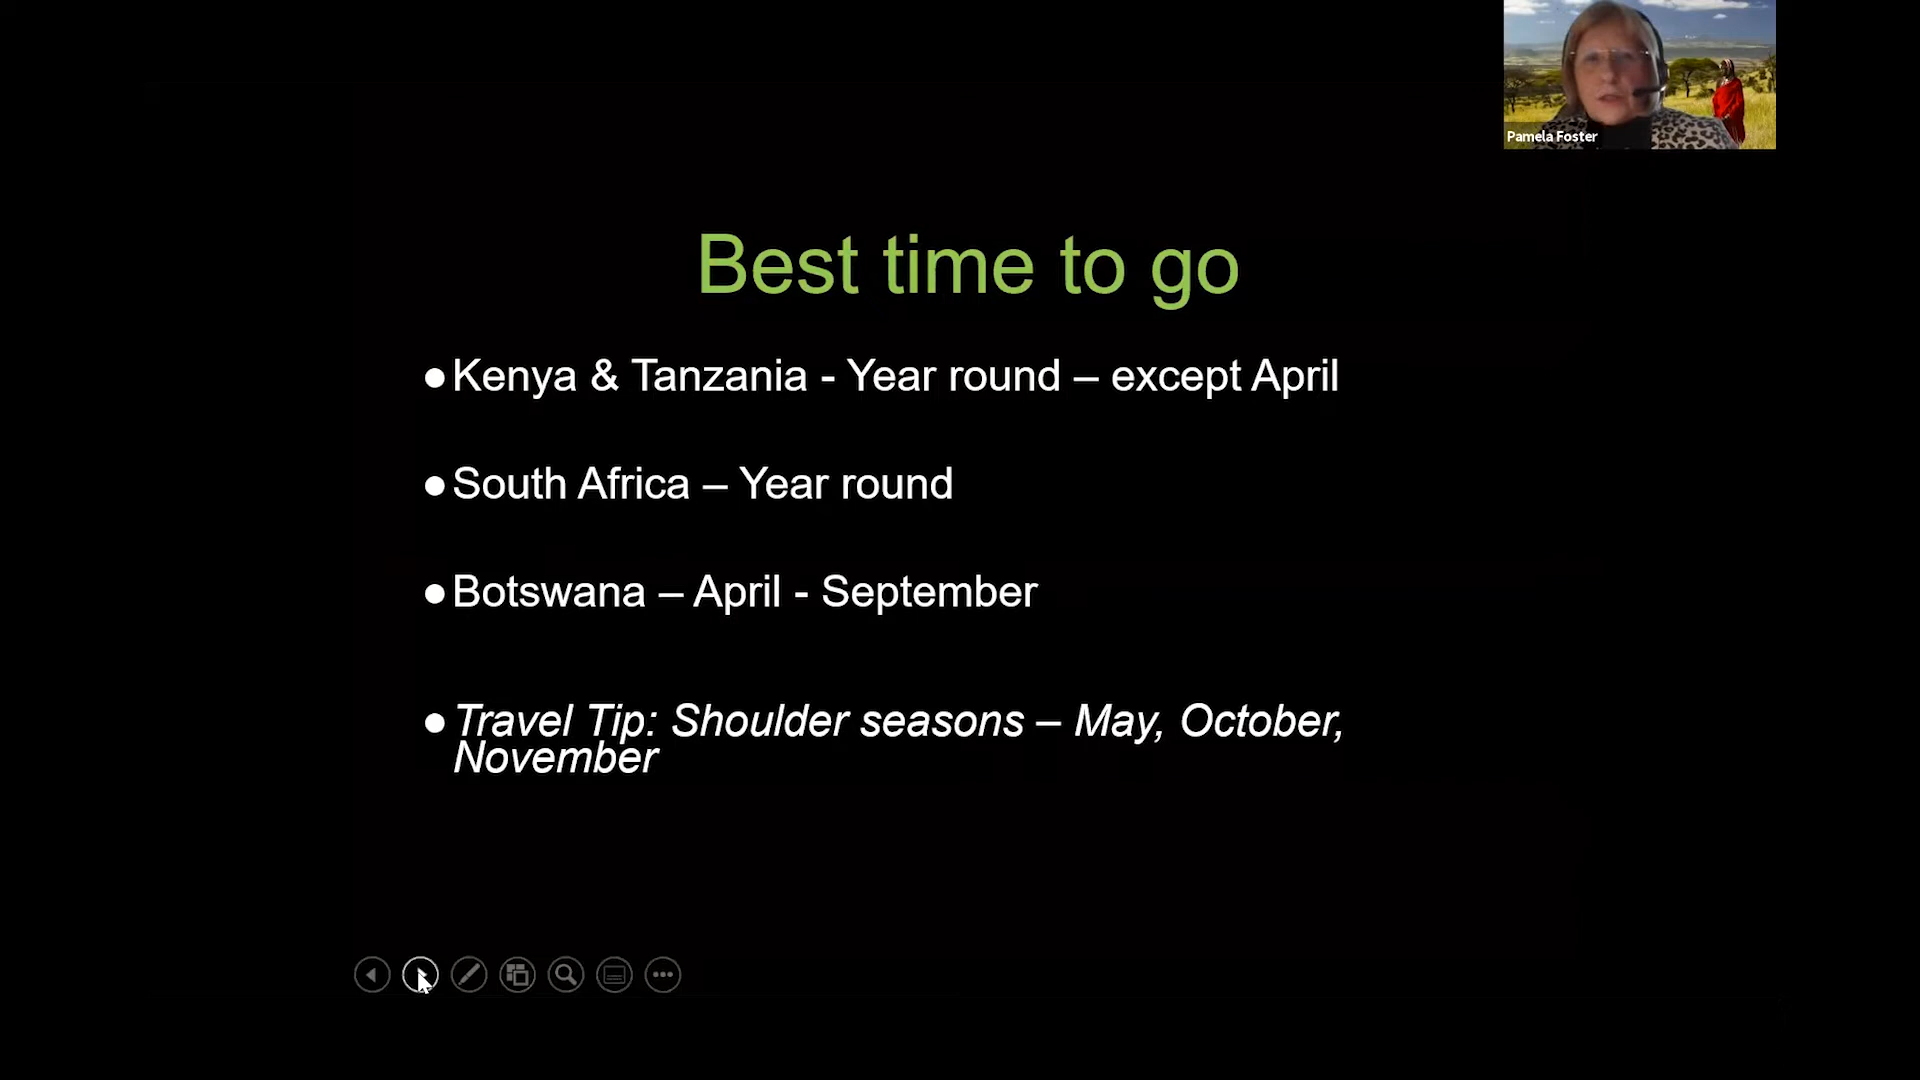 Pamela Foster
Best time to go
●Kenya & Tanzania - Year round – except April
●South Africa – Year round
●Botswana – April - September
●Travel Tip: Shoulder seasons – May, October,
November